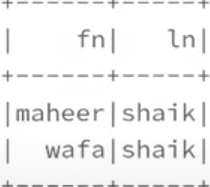 +------+-----+
|    fn|   ln|
+------+-----+
|maheer|shaik|
|  wafa|shaik|
+------+-----+